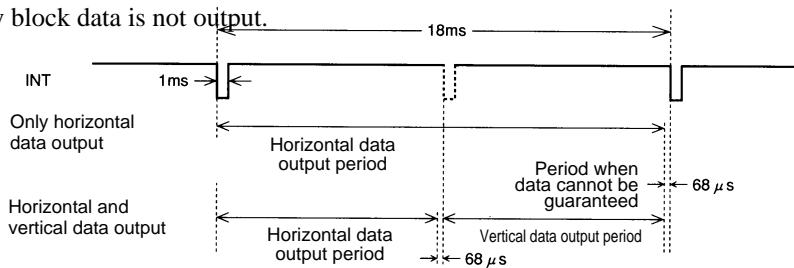 block data is not output.
18ms
INT
1ms
Only horizontal
data output
Horizontal data
output period
Period when
data cannot be
guaranteed
68 μs
Horizontal and
vertical data output
Horizontal data
output period
68 μs
Vertical data output period